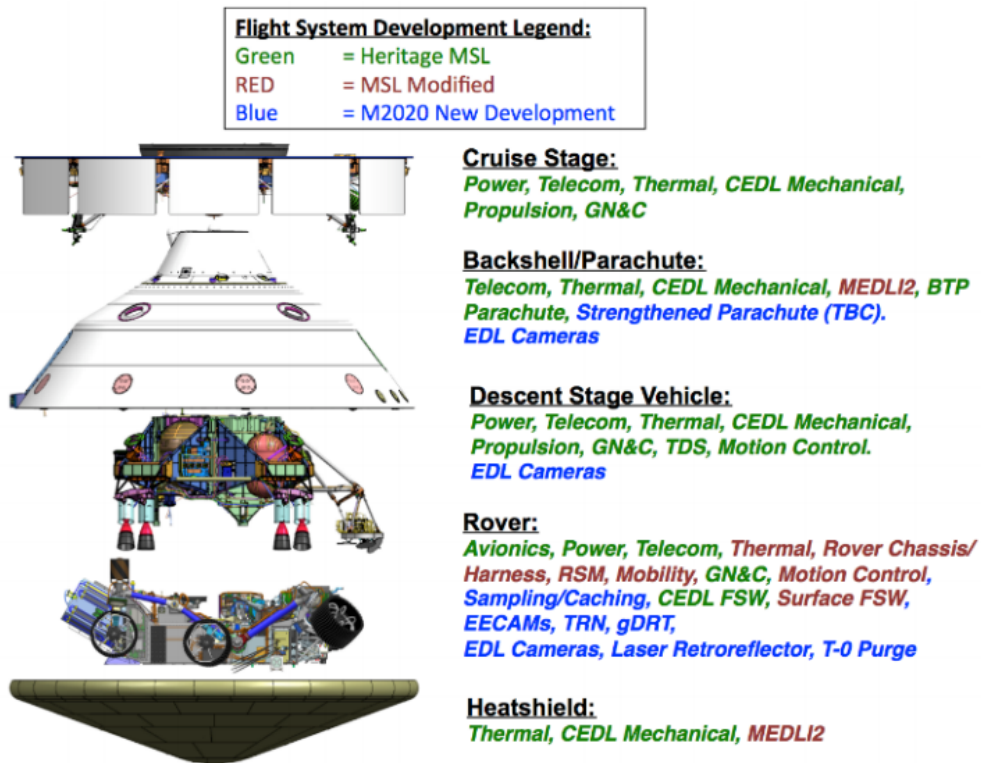 Flight System Development Legend:
Green = Heritage MSL
RED = MSL Modified
Blue = M2020 New Development
Cruise Stage:
Power, Telecom, Thermal, CEDL Mechanical,
Propulsion, GN&C
Backshell/Parachute:
Telecom, Thermal, CEDL Mechanical, MEDLI2, BTP
Parachute, Strengthened Parachute (TBC).
EDL Cameras
Descent Stage Vehicle:
Power, Telecom, Thermal, CEDL Mechanical,
Propulsion, GN&C, TDS, Motion Control.
EDL Cameras
Rover:
Avionics, Power, Telecom, Thermal, Rover Chassis/
Harness, RSM, Mobility, GN&C, Motion Control,
Sampling/Caching, CEDL FSW, Surface FSW,
EECAMs, TRN, gDRT,
EDL Cameras, Laser Retroreflector, T-0 Purge
Heatshield:
Thermal, CEDL Mechanical, MEDLI2